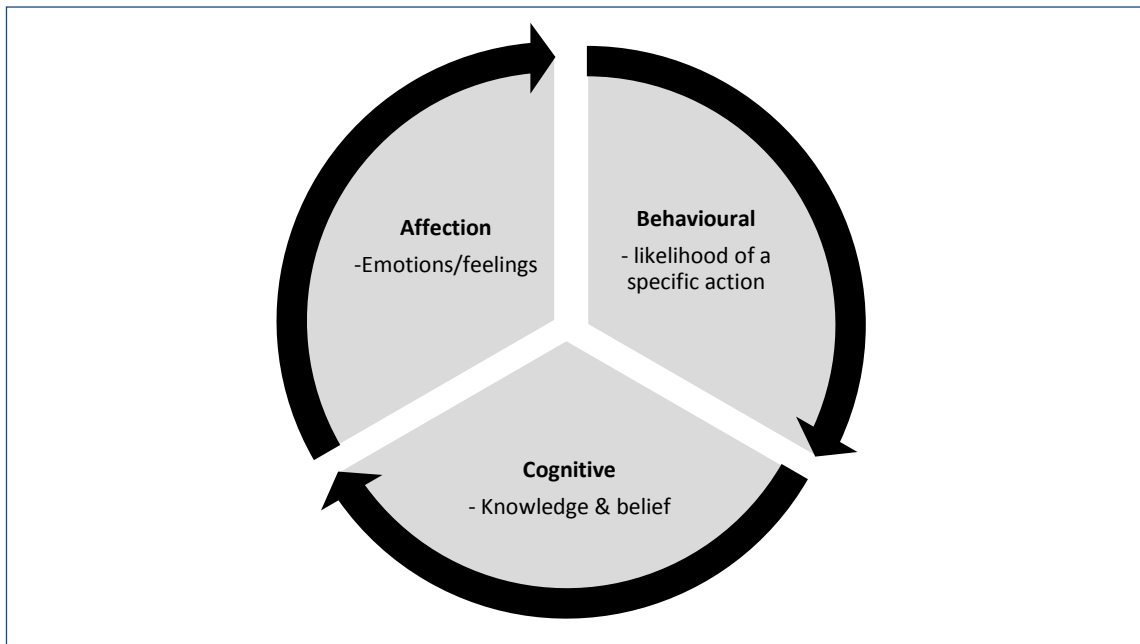 Affection
-Emotions/feelings
Behavioural
- likelihood of a
specific action
Cognitive
- Knowledge & belief